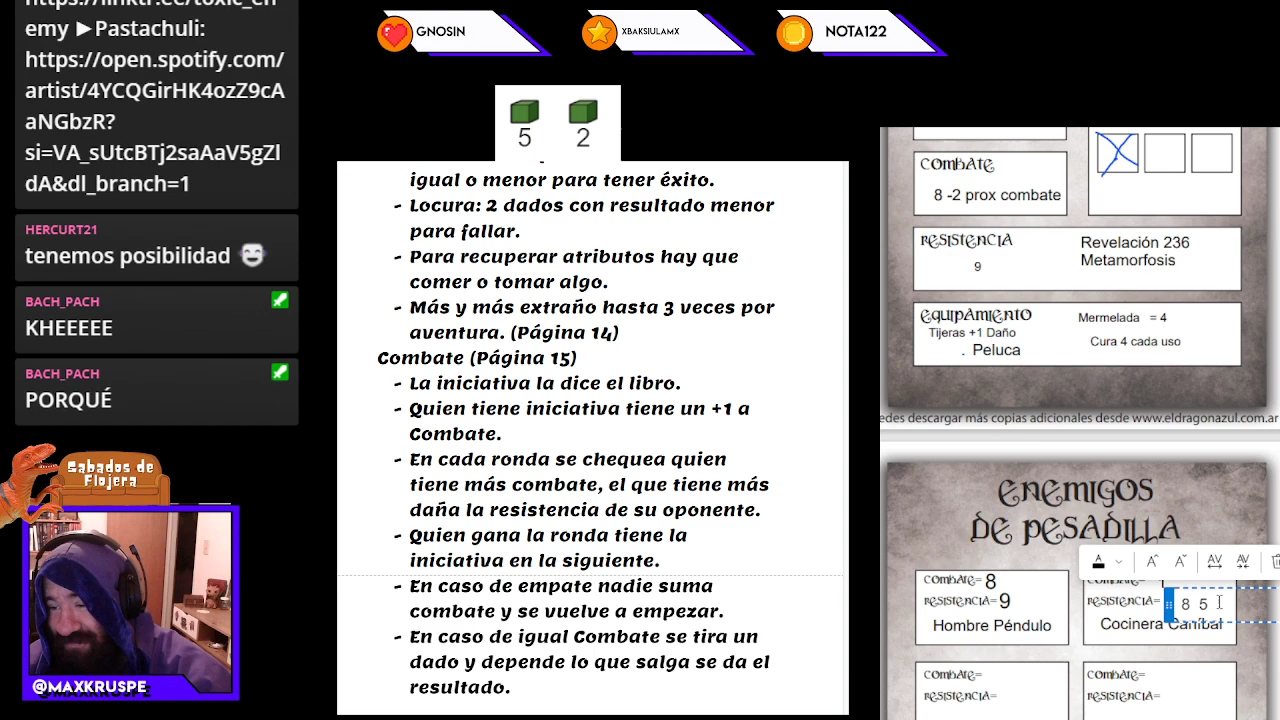 https://linktr.ee/toxic_en
emy ►Pastachuli:
https://open.spotify.com/
artist/4YCQGirHK4ozZ9cA
aNGbzR?
si=VA_sUtcBTj2saAaV5gZl
dA&dl_branch=1
HERCURT21
tenemos posibilidad
BACH_PACH
KHEEEEE
BACH_PACH
PORQUÉ
Sabados de
Flojera
@MAXKRUSPE
GNOSIN
XBAKSIULAMX
NOTA122
5 2
igual o menor para tener éxito.
- Locura: 2 dados con resultado menor
para fallar.
- Para recuperar atributos hay que
comer o tomar algo.
- Más y más extraño hasta 3 veces por
aventura. (Página 14)
Combate (Página 15)
- La iniciativa la dice el libro.
- Quien tiene iniciativa tiene un +1 a
Combate.
- En cada ronda se chequea quien
tiene más combate, el que tiene más
daña la resistencia de su oponente.
- Quien gana la ronda tiene la
iniciativa en la siguiente.
- En caso de empate nadie suma
combate y se vuelve a empezar.
- En caso de igual Combate se tira un
dado y depende lo que salga se da el
resultado.
COMBATE
8 -2 prox combate
RESISTENCIA
9
Revelación 236
Metamorfosis
EQUIPAMIENTO
Tijeras +1 Daño
. Peluca
Mermelada = 4
Cura 4 cada uso
edes descargar más copias adicionales desde www.eldragonazul.com.ar
ENEMIGOS
DE PESADILLA
COMBATE= 8
RESISTENCIA= 9
Hombre Péndulo
RESISTENCIA= 8 5
Cocinera Caníbal
COMBATE=
RESISTENCIA=
COMBATE=
RESISTENCIA=